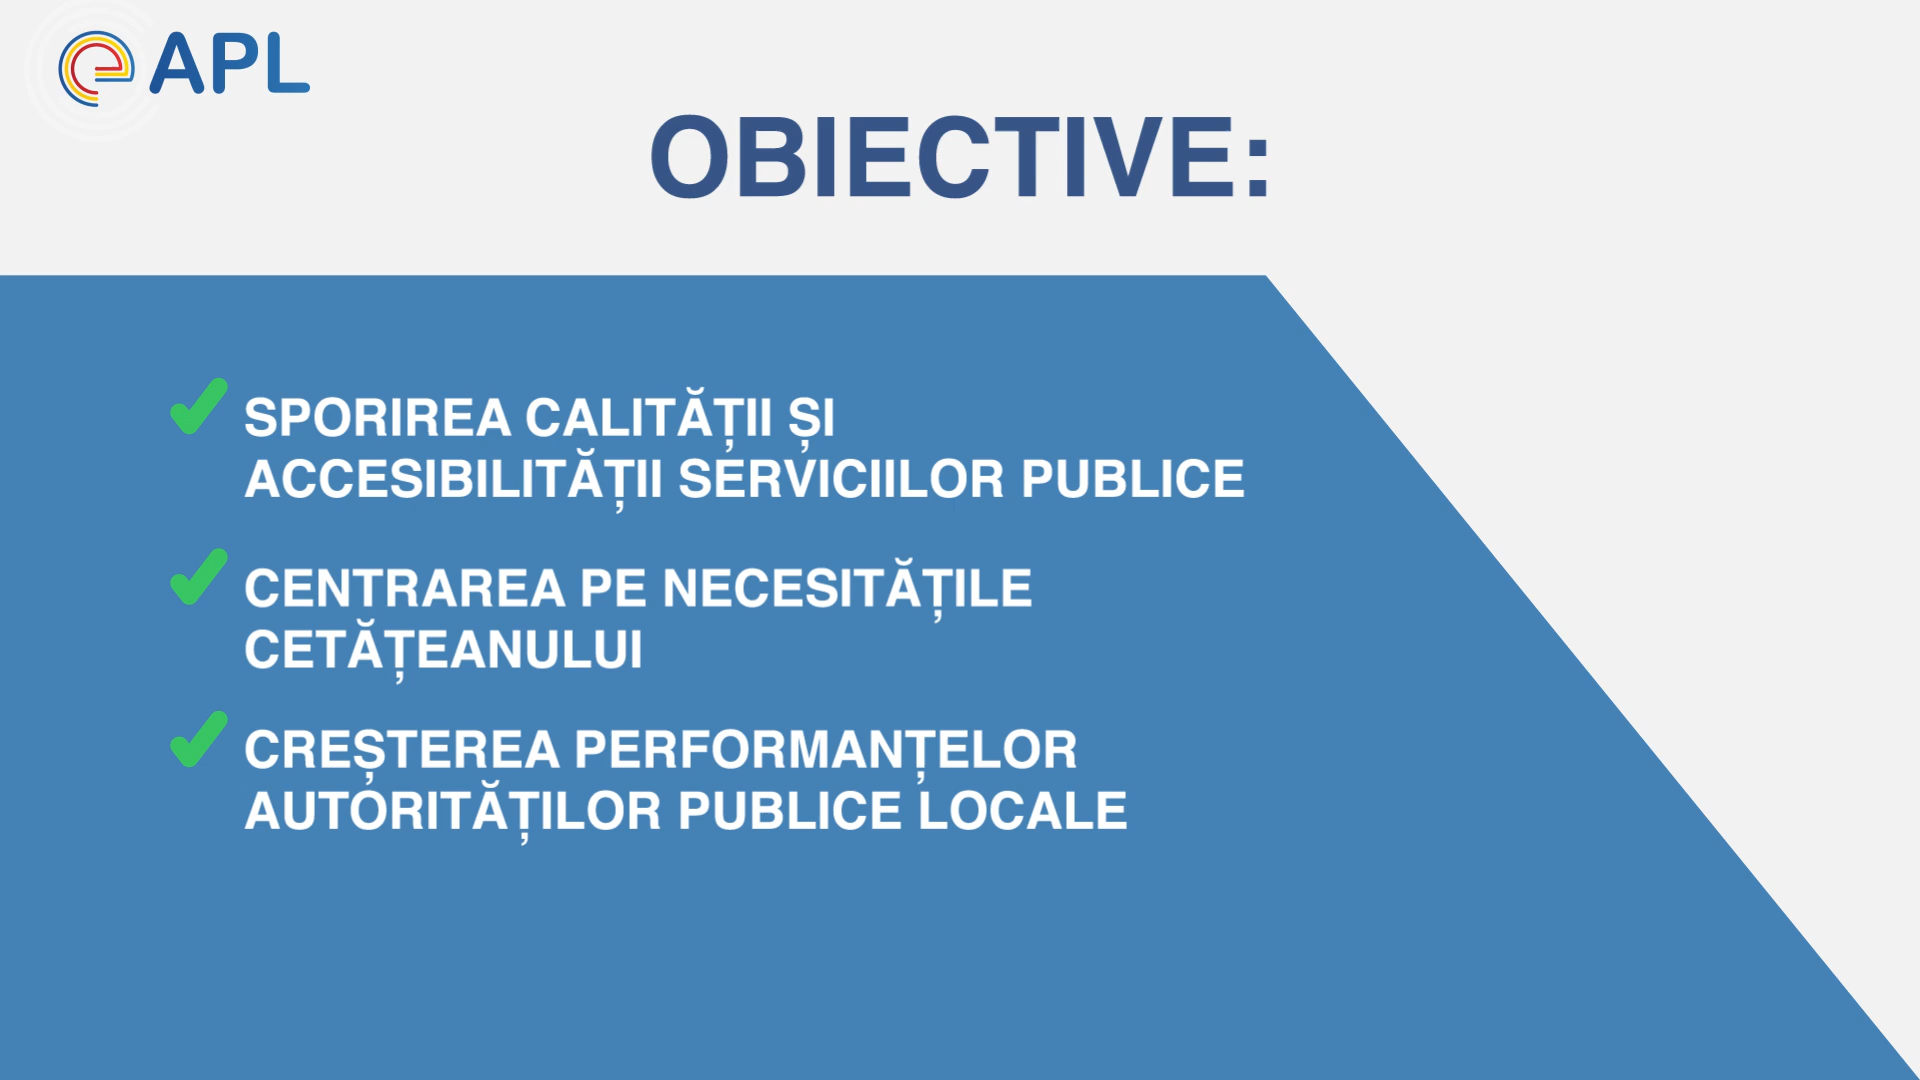 eAPL
OBIECTIVE:
SPORIREA CALITĂȚII ȘI
ACCESIBILITĂȚII SERVICIILOR PUBLICE
CENTRAREA PE NECESITĂȚILE
CETĂȚEANULUI
CREȘTEREA PERFORMANȚELOR
AUTORITĂȚILOR PUBLICE LOCALE